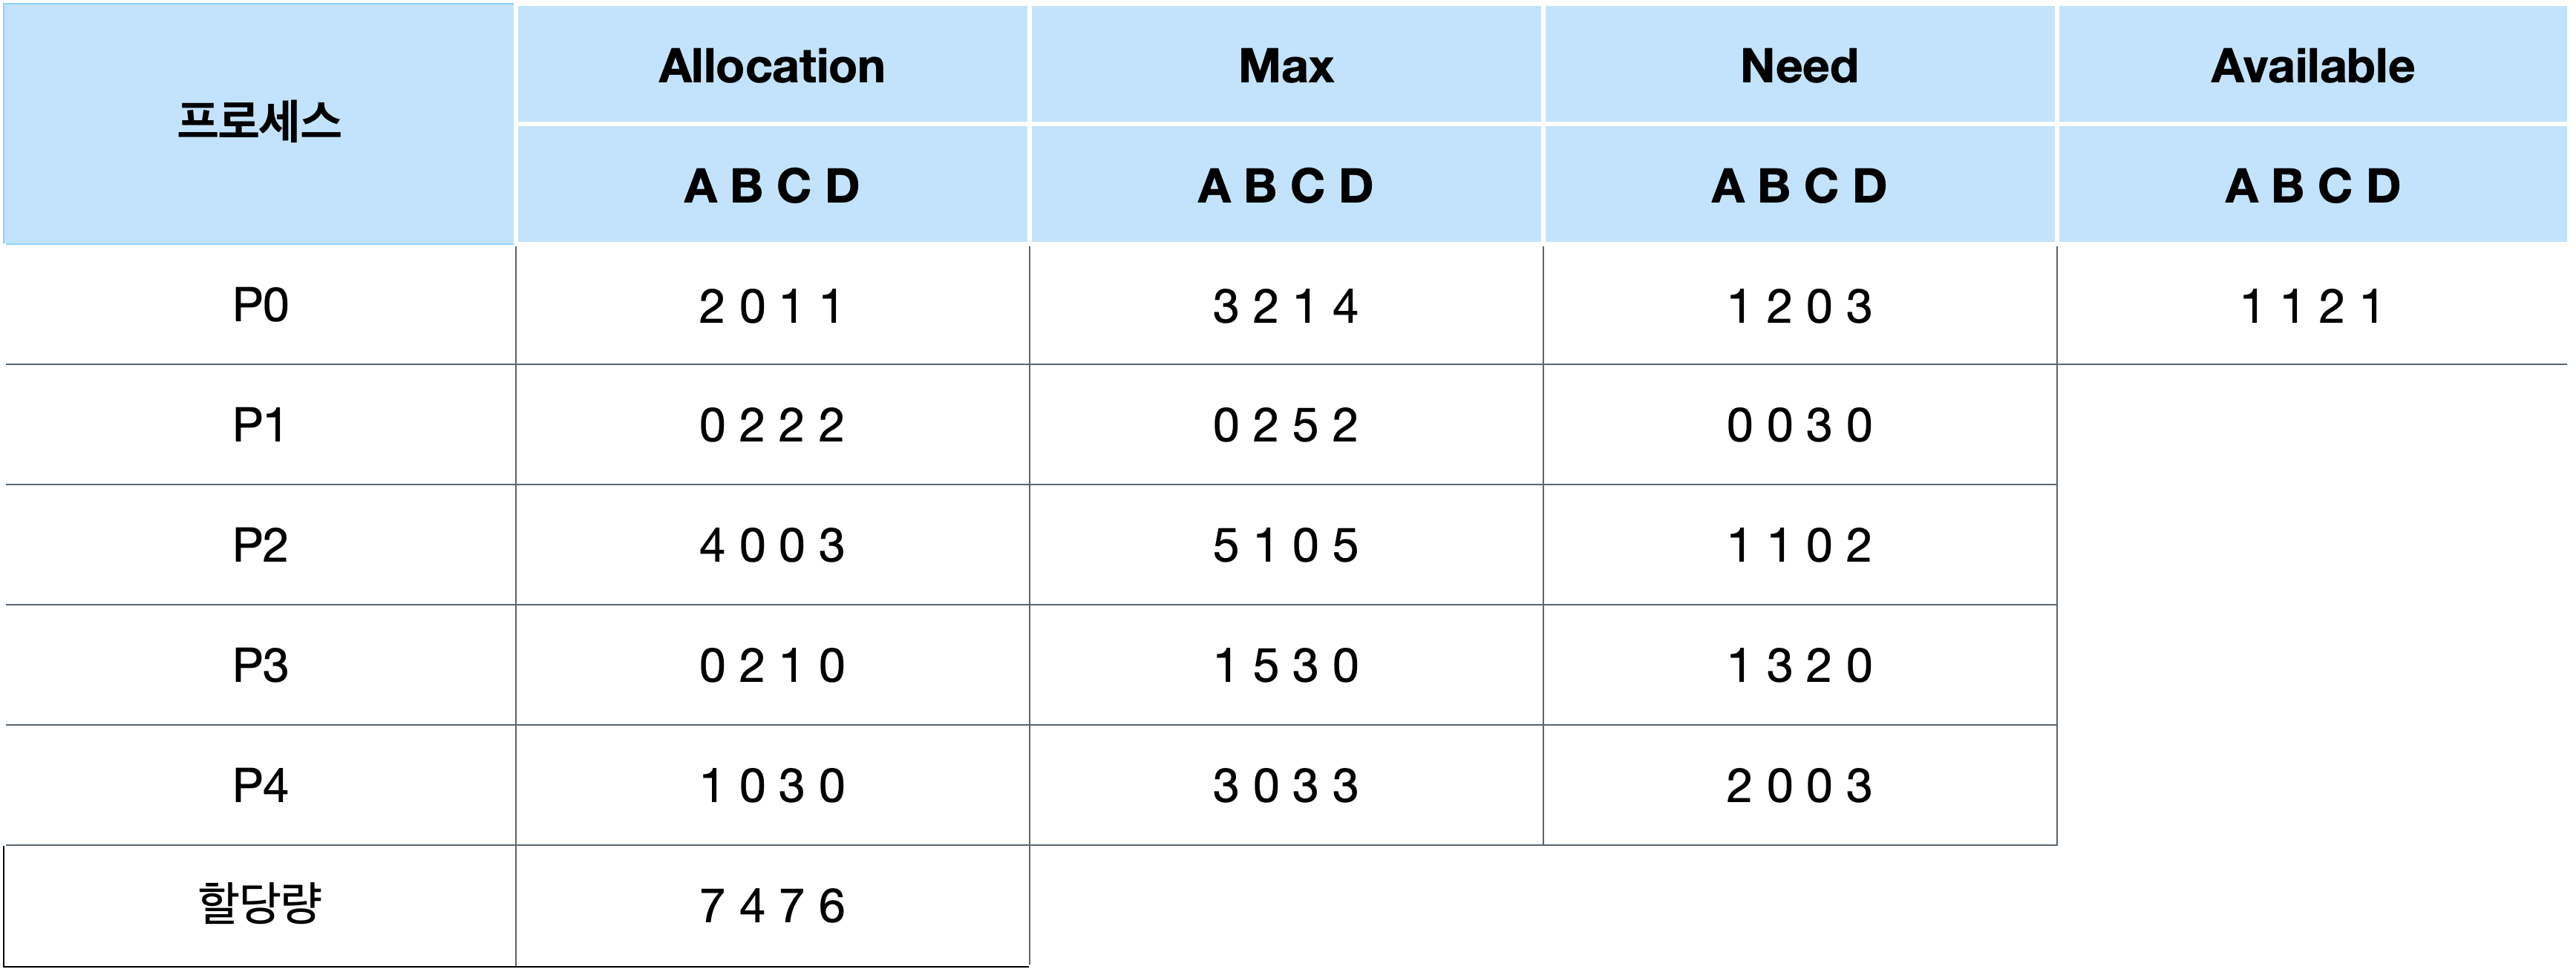 프로세스 Allocation Max Need Available
A B C D A B C D A B C D A B C D
P0 2 0 1 1 3 2 1 4 1 2 0 3 1 1 2 1
P1 0 2 2 2 0 2 5 2 0 0 3 0
P2 4 0 0 3 5 1 0 5 1 1 0 2
P3 0 2 1 0 1 5 3 0 1 3 2 0
P4 1 0 3 0 3 0 3 3 2 0 0 3
할당량 7 4 7 6